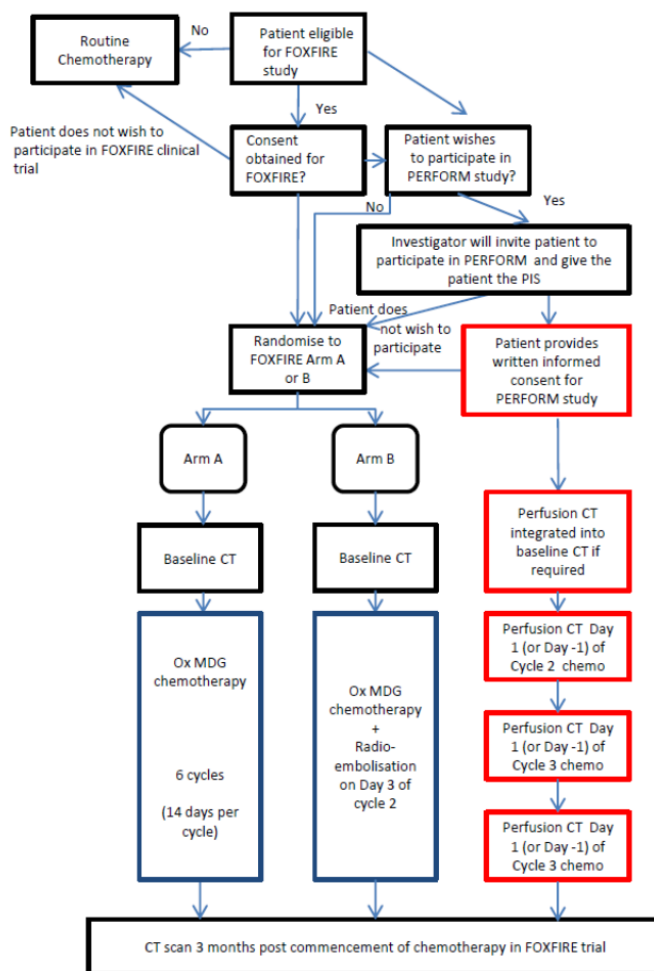 Routine
Chemotherapy
No
Patient eligible
for FOXFIRE
study
Yes
Patient does not wish to
participate in FOXFIRE clinical
trial
Consent
obtained for
FOXFIRE?
Patient wishes
to participate in
PERFORM study?
No
Yes
Investigator will invite patient to
participate in PERFORM and give the
patient the PIS
Patient does
not wish to
participate
Randomise to
FOXFIRE Arm A
or B
Patient provides
written informed
consent for
PERFORM study
Arm A
Arm B
Baseline CT
Baseline CT
Perfusion CT
integrated into
baseline CT if
required
Ox MDG
chemotherapy
6 cycles
(14 days per
cycle)
Ox MDG
chemotherapy
+
Radio-
embolisation
on Day 3 of
cycle 2
Perfusion CT Day
1 (or Day -1) of
Cycle 2 chemo
Perfusion CT Day
1 (or Day -1) of
Cycle 3 chemo
Perfusion CT Day
1 (or Day -1) of
Cycle 3 chemo
CT scan 3 months post commencement of chemotherapy in FOXFIRE trial